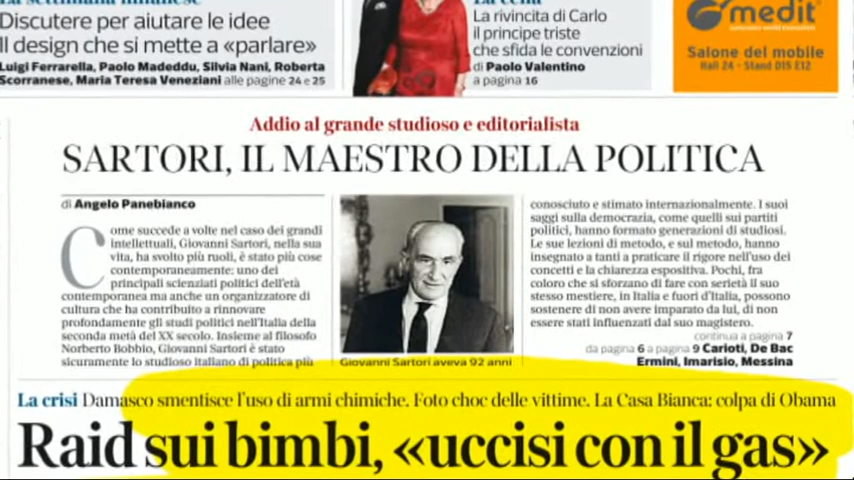 La settimana milanese
Discutere per aiutare le idee
Il design che si mette a «parlare»
Luigi Ferrarella, Paolo Madeddu, Silvia Nani, Roberta
Scorranese, Maria Teresa Veneziani alle pagine 24 e 25
La cena
La rivincita di Carlo
il principe triste
che sfida le convenzioni
di Paolo Valentino
a pagina 16
medit
Salone del mobile
Hall 24 - Stand D15 E12
Addio al grande studioso e editorialista
SARTORI, IL MAESTRO DELLA POLITICA
di Angelo Panebianco
Come succede a volte nel caso dei grandi
intellettuali, Giovanni Sartori, nella sua
vita, ha svolto più ruoli, è stato più cose
contemporaneamente: uno dei
principali scienziati politici dell'età
contemporanea ma anche un organizzatore di
cultura che ha contribuito a rinnovare
profondamente gli studi politici nell'Italia della
seconda metà del XX secolo. Insieme al filosofo
Norberto Bobbio, Giovanni Sartori è stato
sicuramente lo studioso italiano di politica più
Giovanni Sartori aveva 92 anni
conosciuto e stimato internazionalmente. I suoi
saggi sulla democrazia, come quelli sui partiti
politici, hanno formato generazioni di studiosi.
Le sue lezioni di metodo, e sul metodo, hanno
insegnato a tanti a praticare il rigore nell'uso dei
concetti e la chiarezza espositiva. Pochi, fra
coloro che si sforzano di fare con serietà il suo
stesso mestiere, in Italia e fuori d'Italia, possono
sostenere di non avere imparato da lui, di non
essere stati influenzati dal suo magistero.
continua a pagina 7
da pagina 6 a pagina 9 Carioti, De Bac
Ermini, Imarisio, Messina
La crisi Damasco smentisce l'uso di armi chimiche. Foto choc delle vittime. La Casa Bianca: colpa di Obama
Raid sui bimbi, «uccisi con il gas»